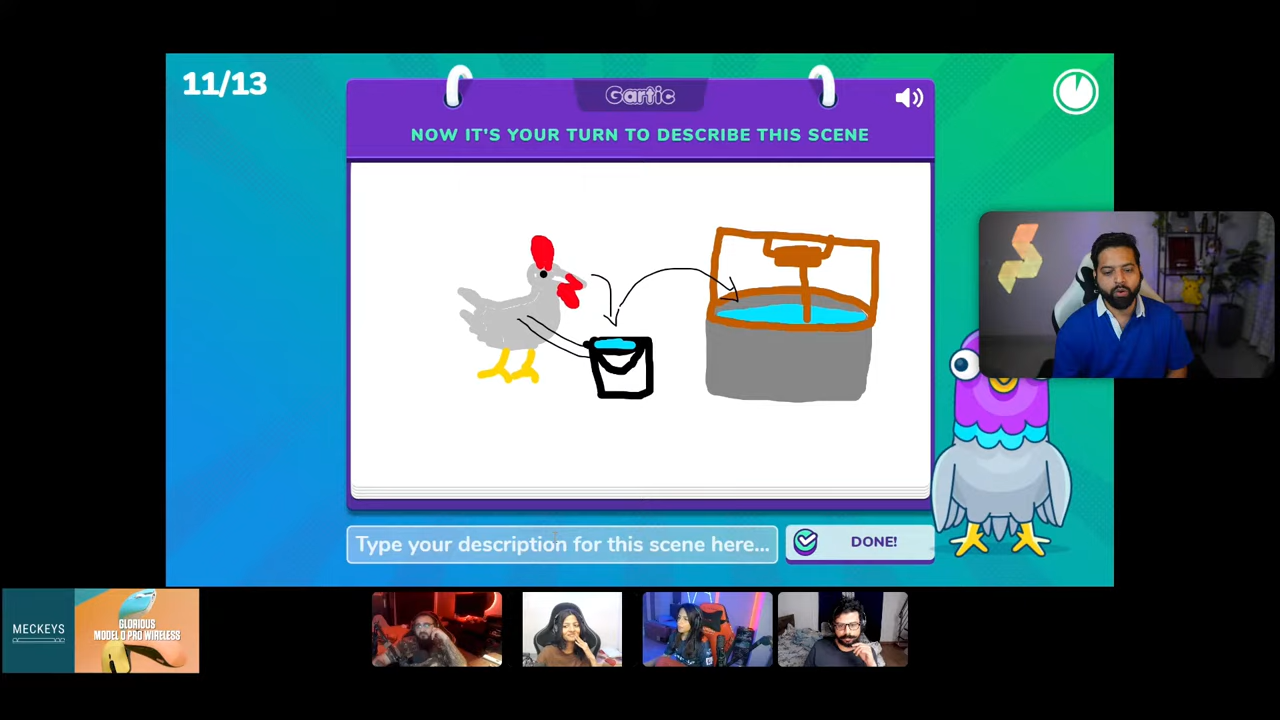 11/13
Gartic
NOW IT'S YOUR TURN TO DESCRIBE THIS SCENE
Type your description for this scene here...
DONE!
MECKEYS
GLORIOUS
MODEL O PRO WIRELESS